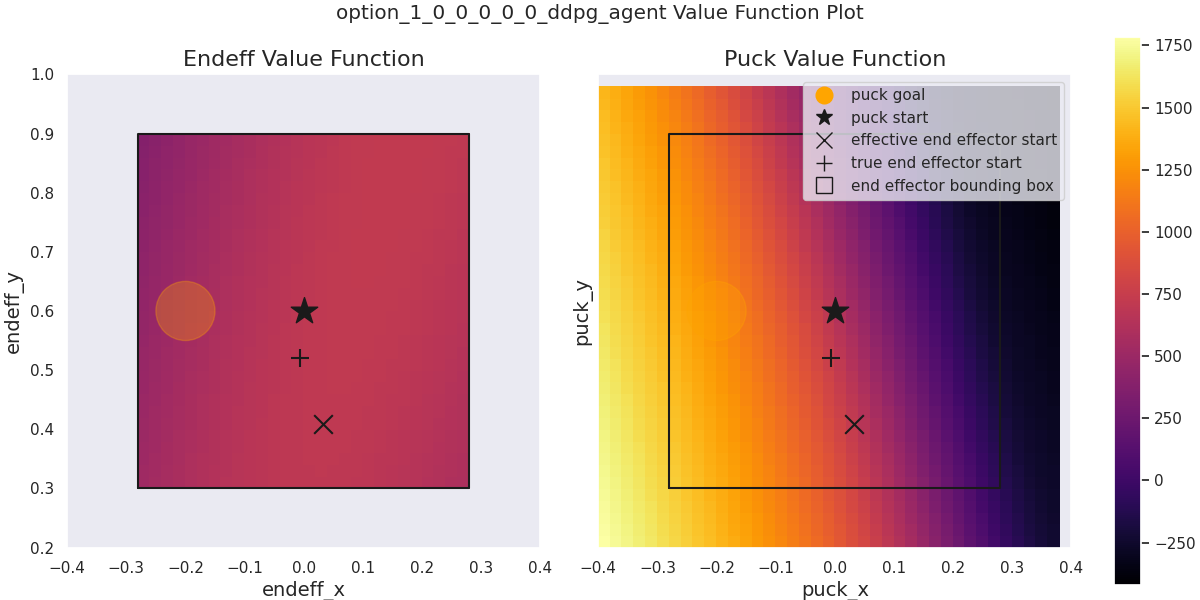 option_1_0_0_0_0_0_ddpg_agent Value Function Plot
Endeff Value Function
1.0
0.9
0.8
0.7
0.6
0.5
0.4
0.3
0.2
endeff_y
−0.4 −0.3 −0.2 −0.1 0.0 0.1 0.2 0.3 0.4
endeff_x
Puck Value Function
puck goal
puck start
effective end effector start
true end effector start
end effector bounding box
puck_y
−0.4 −0.3 −0.2 −0.1 0.0 0.1 0.2 0.3 0.4
puck_x
1750
1500
1250
1000
750
500
250
0
−250